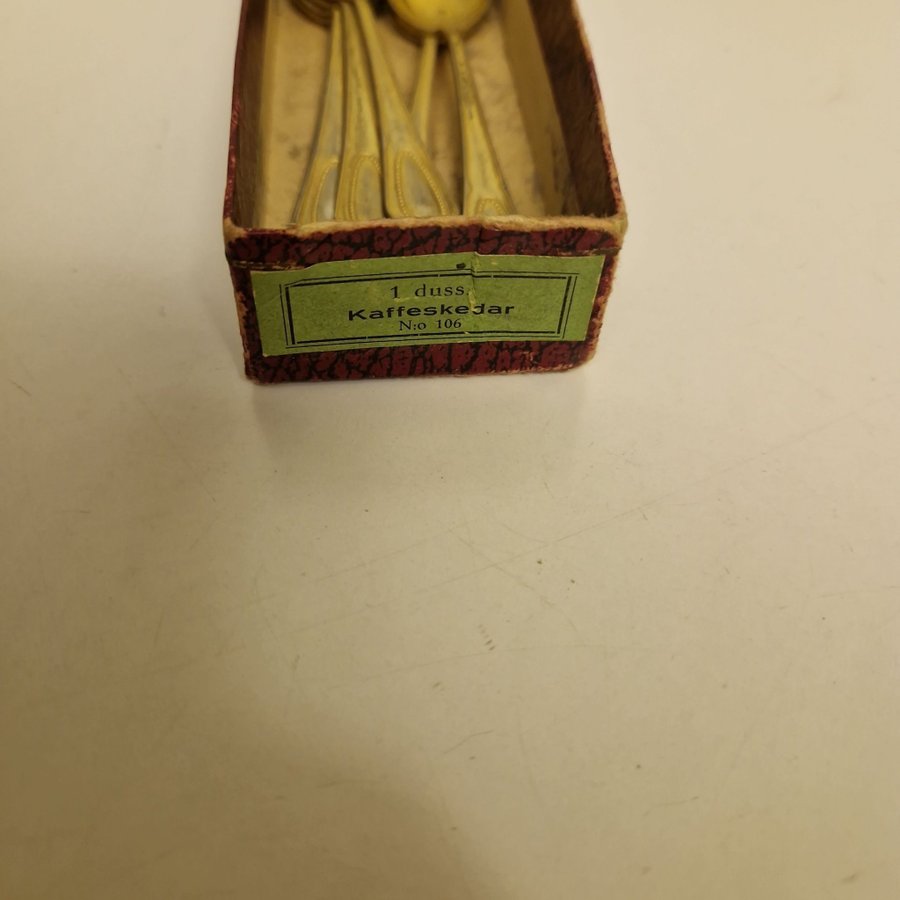 1 duss.
Kaffeskedar
N:o 106